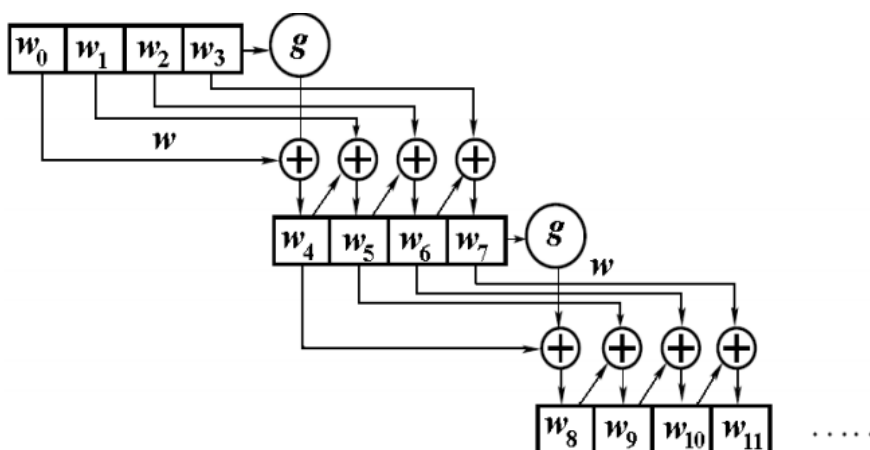 w0 w1 w2 w3 g
w
+ + + +
w4 w5 w6 w7 g
w
+ + + +
w8 w9 w10 w11 .....